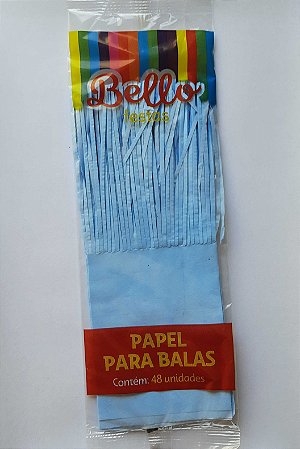 Bello
festas
PAPEL
PARA BALAS
Contém: 48 unidades